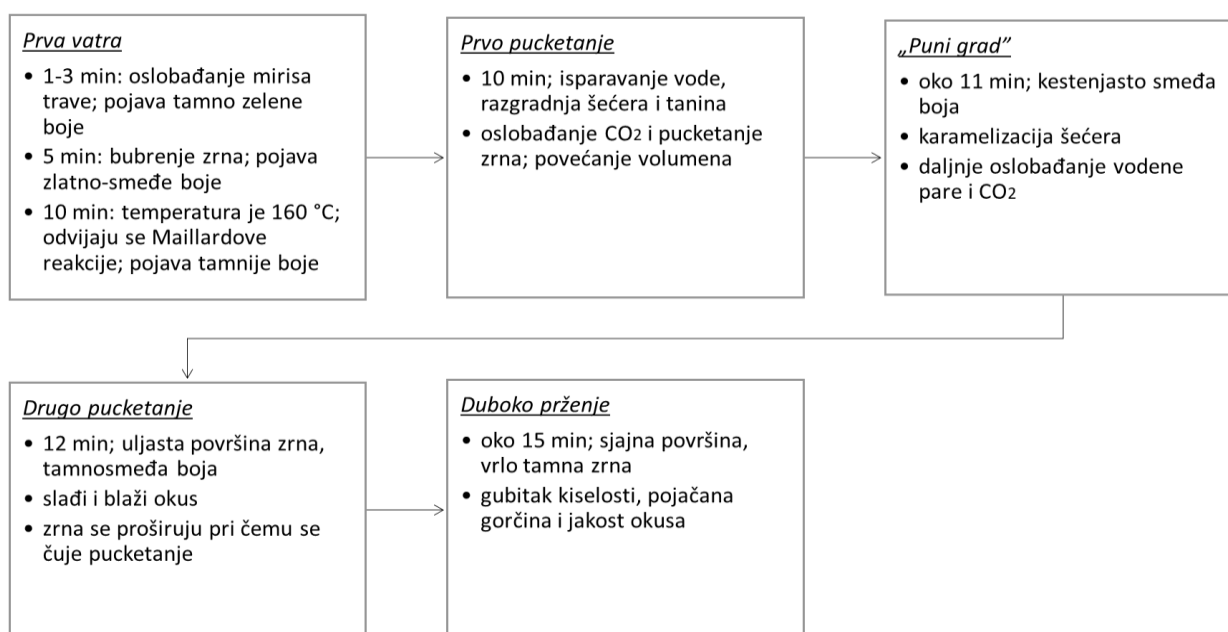 Prva vatra
• 1-3 min: oslobađanje mirisa
trave; pojava tamno zelene
boje
• 5 min: bubrenje zrna; pojava
zlatno-smeđe boje
• 10 min: temperatura je 160 °C;
odvijaju se Maillardove
reakcije; pojava tamnije boje
Prvo pucketanje
• 10 min; isparavanje vode,
razgradnja šećera i tanina
• oslobađanje CO2 i pucketanje
zrna; povećanje volumena
„Puni grad”
• oko 11 min; kestenjasto smeđa
boja
• karamelizacija šećera
• daljnje oslobađanje vodene
pare i CO2
Drugo pucketanje
• 12 min; uljasta površina zrna,
tamnosmeđa boja
• slađi i blaži okus
• zrna se proširuju pri čemu se
čuje pucketanje
Duboko prženje
• oko 15 min; sjajna površina,
vrlo tamna zrna
• gubitak kiselosti, pojačana
gorčina i jakost okusa